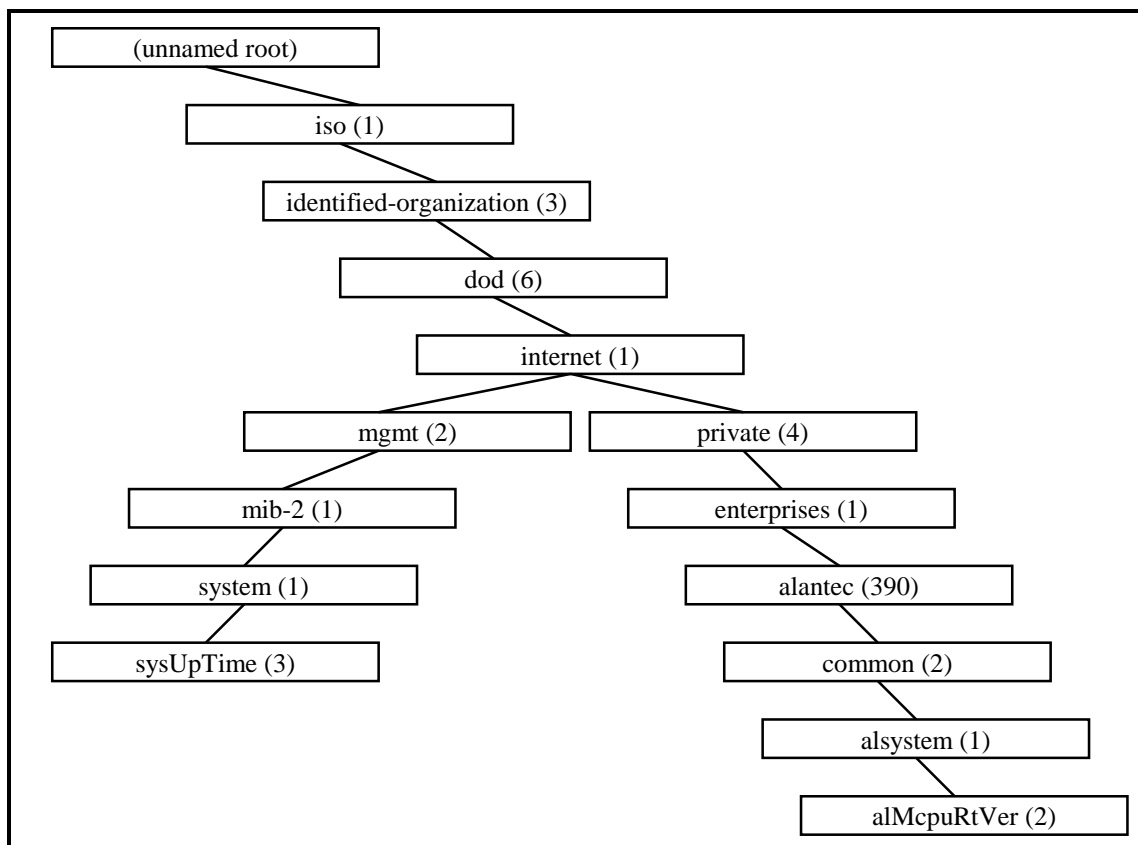 (unnamed root)
iso (1)
identified-organization (3)
dod (6)
internet (1)
mgmt (2)
private (4)
mib-2 (1)
enterprises (1)
system (1)
alantec (390)
sysUpTime (3)
common (2)
alsystem (1)
alMcpuRtVer (2)